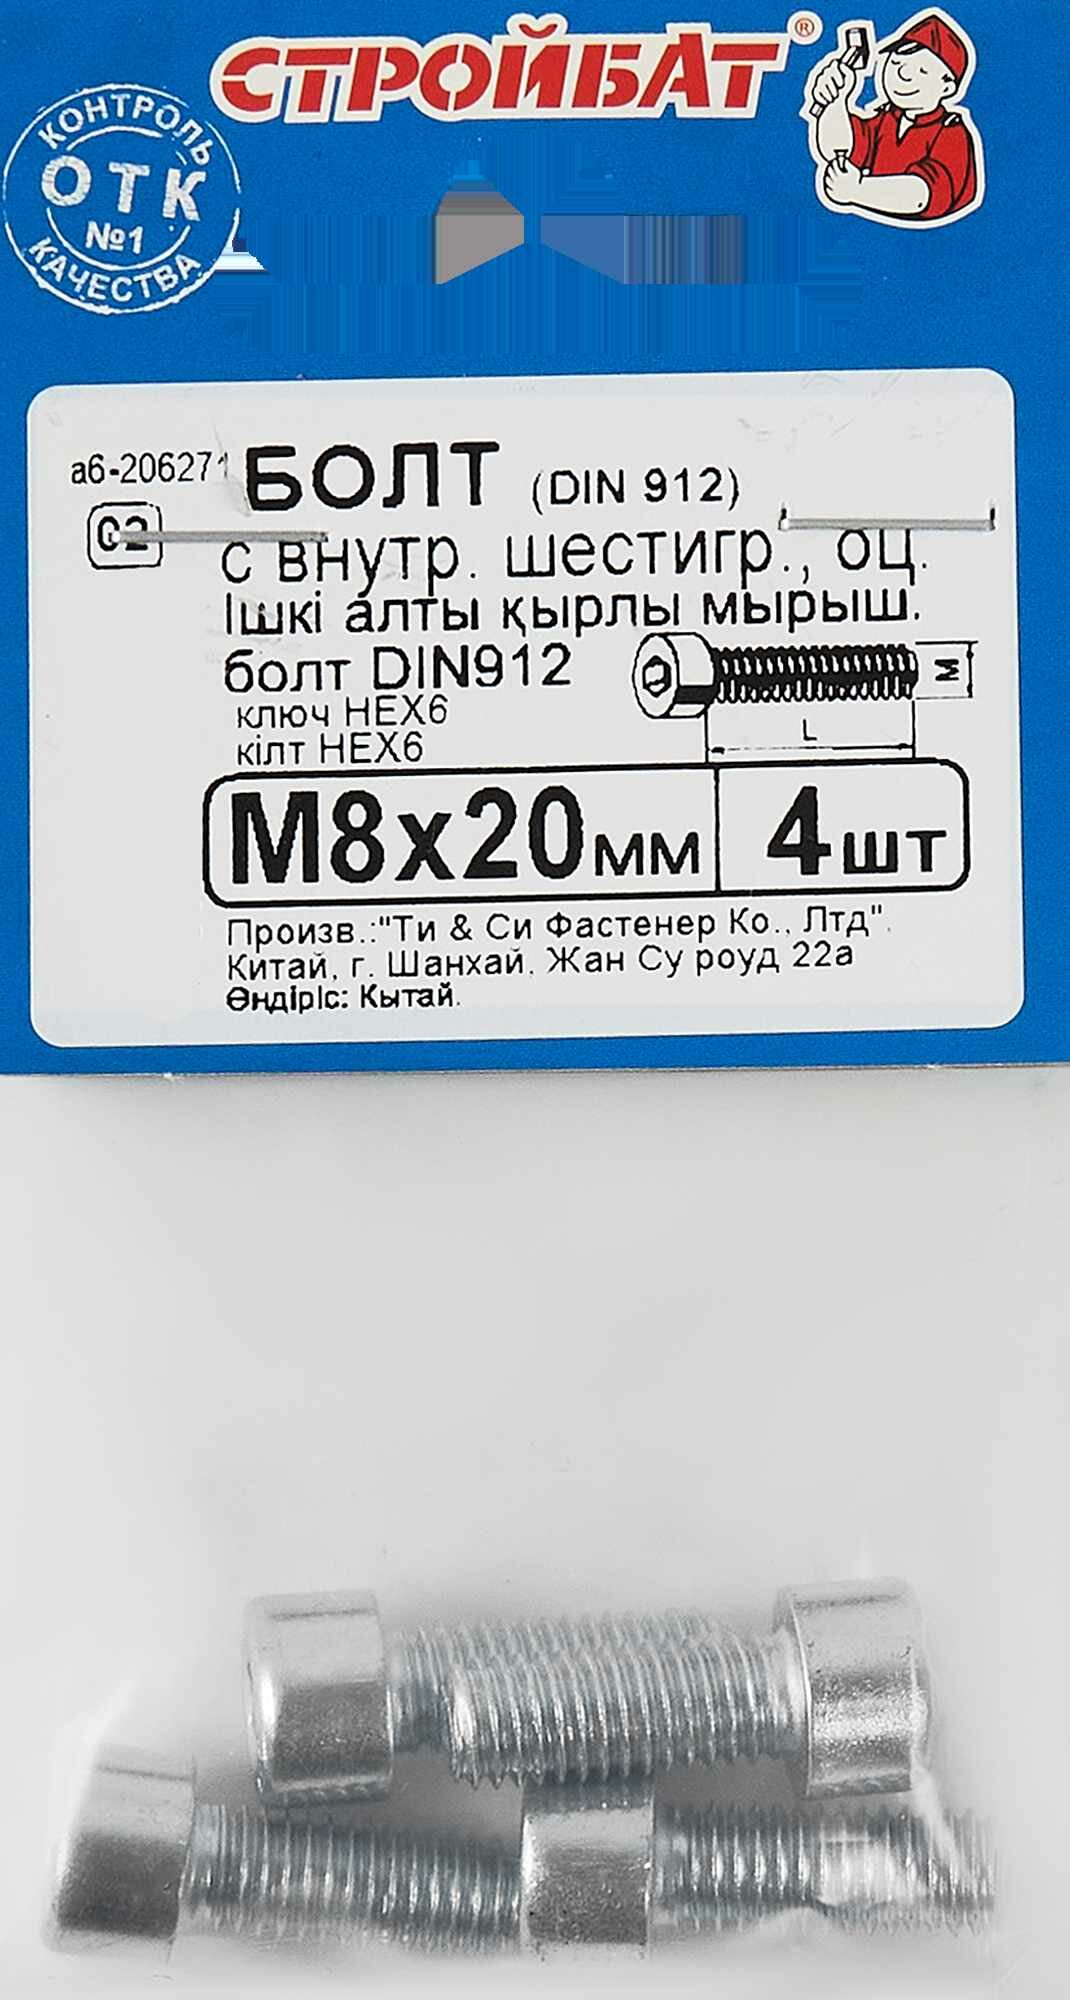 СТРОЙБАТ®
КОНТРОЛЬ
ОТК
№1
КАЧЕСТВА
а6-206271
БОЛТ (DIN 912)
02
с внутр. шестигр., оц.
Ішкі алты қырлы мырыш.
болт DIN912
ключ HEX6
кілт HEX6
M
L
М8х20мм
4шт
Произв.:"Ти & Си Фастенер Ко., Лтд",
Китай, г. Шанхай, Жан Су роуд 22а
Өндіріс: Кытай.